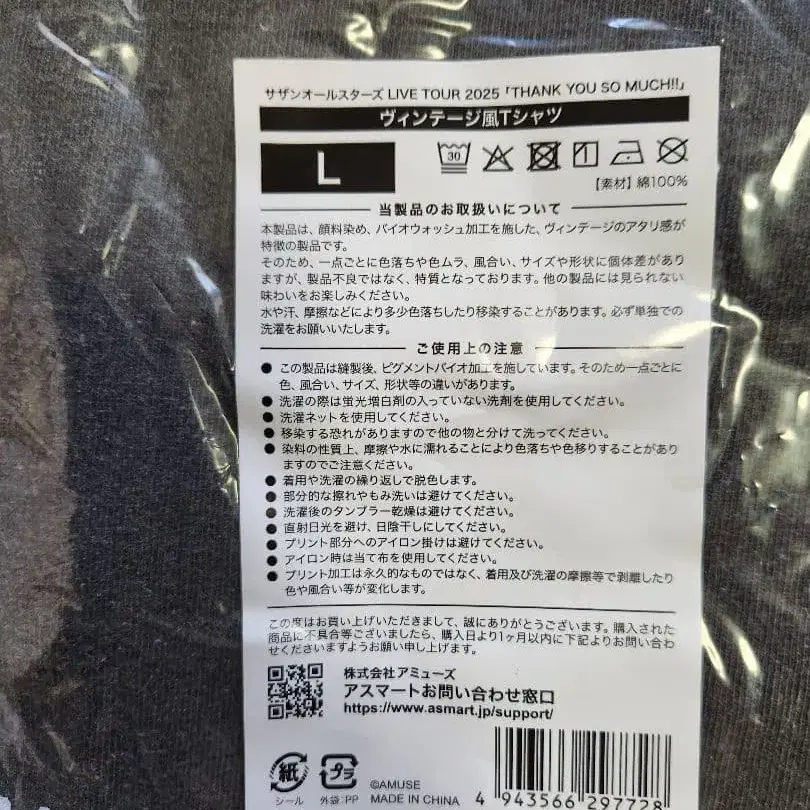 サザンオールスターズ LIVE TOUR 2025「THANK YOU SO MUCH!!」
ヴィンテージ風Tシャツ
L
30
【素材】綿100%
当製品のお取扱いについて
本製品は、顔料染め、バイオウォッシュ加工を施した、ヴィンテージのアタリ感が
特徴の製品です。
そのため、一点ごとに色落ちや色ムラ、風合い、サイズや形状に個体差があり
ますが、製品不良ではなく、特質となっております。他の製品には見られない
味わいをお楽しみください。
水や汗、摩擦などにより多少色落ちしたり移染することがあります。必ず単独での
洗濯をお願いいたします。
ご使用上の注意
● この製品は縫製後、ピグメントバイオ加工を施しています。そのため一点ごとに
色、風合い、サイズ、形状等の違いがあります。
● 洗濯の際は蛍光増白剤の入っていない洗剤を使用してください。
● 洗濯ネットを使用してください。
● 移染する恐れがありますので他の物と分けて洗ってください。
● 染料の性質上、摩擦や水に濡れることにより色落ちや色移りすることがあり
ますのでご注意ください。
● 着用や洗濯の繰り返しで脱色します。
● 部分的な擦れやもみ洗いは避けてください。
● 洗濯後のタンブラー乾燥は避けてください。
● 直射日光を避け、日陰干しにしてください。
● プリント部分へのアイロン掛けは避けてください。
● アイロン時は当て布を使用してください。
● プリント加工は永久的なものではなく、着用及び洗濯の摩擦等で剥離したり
色や風合い等が変化します。
この度はお買い上げいただきまして、誠にありがとうございます。購入された
商品に不具合等ございましたら、購入日より1ヶ月以内に下記よりお問い合わ
せくださいますようお願い申し上げます。
株式会社アミューズ
アスマートお問い合わせ窓口
https://www.asmart.jp/support/
紙
シール
プラ
外袋:PP
©AMUSE
MADE IN CHINA
4 943566 297728